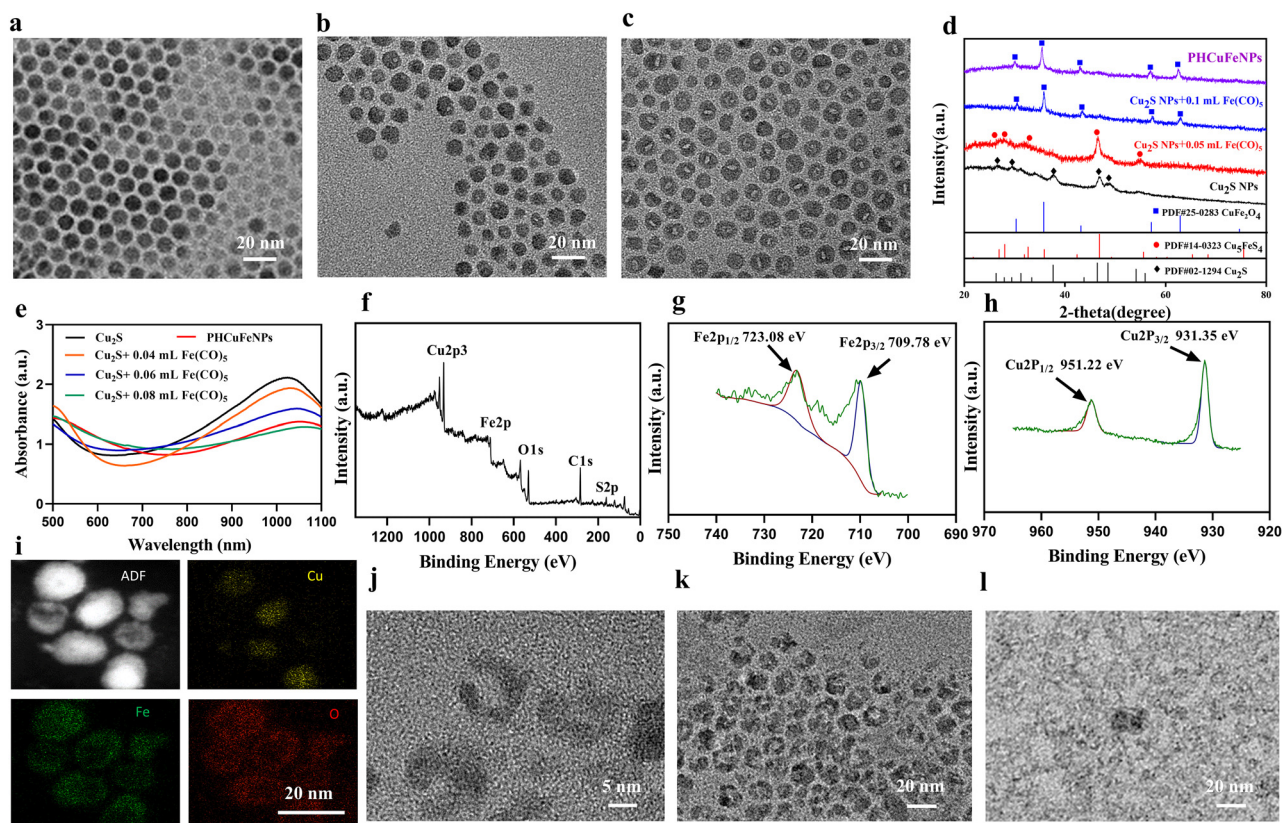 a
20 nm
b
20 nm
c
20 nm
d
Intensity(a.u.)
PHCuFeNPs
Cu₂S NPs+0.1 mL Fe(CO)₅
Cu₂S NPs+0.05 mL Fe(CO)₅
Cu₂S NPs
PDF#25-0283 CuFe₂O₄
PDF#14-0323 Cu₅FeS₄
PDF#02-1294 Cu₂S
20 40 60 80
2-theta(degree)
e
Absorbance (a.u.)
3
2
1
0
Cu₂S
Cu₂S+ 0.04 mL Fe(CO)₅
Cu₂S+ 0.06 mL Fe(CO)₅
Cu₂S+ 0.08 mL Fe(CO)₅
PHCuFeNPs
500 600 700 800 900 1000 1100
Wavelength (nm)
f
Intensity (a.u.)
Cu2p3
Fe2p
O1s
C1s
S2p
1200 1000 800 600 400 200 0
Binding Energy (eV)
g
Intensity (a.u.)
Fe2p₁/₂ 723.08 eV
Fe2p₃/₂ 709.78 eV
750 740 730 720 710 700 690
Binding Energy (eV)
h
Intensity (a.u.)
Cu2P₁/₂ 951.22 eV
Cu2P₃/₂ 931.35 eV
970 960 950 940 930 920
Binding Energy (eV)
i
ADF
Cu
Fe
O
20 nm
j
5 nm
k
20 nm
l
20 nm